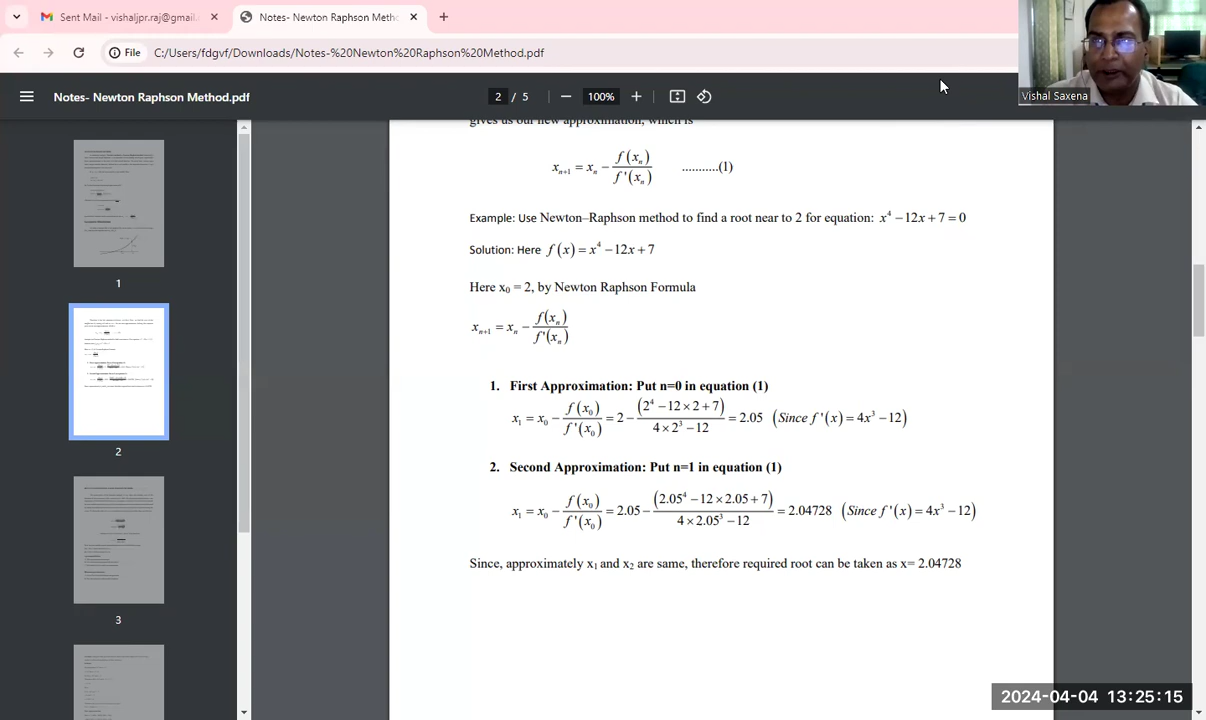 Sent Mail - vishaljpr.raj@gmail.
Notes- Newton Raphson Metho
File
C:/Users/fdgvf/Downloads/Notes-%20Newton%20Raphson%20Method.pdf
Vishal Saxena
Notes- Newton Raphson Method.pdf
2 / 5
100%
gives us our new approximation, which is
xₙ₊₁ = xₙ − f(xₙ) / f'(xₙ) ...........(1)
Example: Use Newton–Raphson method to find a root near to 2 for equation: x⁴ −12x + 7 = 0
Solution: Here f(x) = x⁴ −12x + 7
Here x₀ = 2, by Newton Raphson Formula
xₙ₊₁ = xₙ − f(xₙ) / f'(xₙ)
1. First Approximation: Put n=0 in equation (1)
x₁ = x₀ − f(x₀) / f'(x₀) = 2 − (2⁴ −12×2 + 7) / 4×2³ −12 = 2.05 (Since f'(x) = 4x³ −12)
2. Second Approximation: Put n=1 in equation (1)
x₁ = x₀ − f(x₀) / f'(x₀) = 2.05 − (2.05⁴ −12×2.05 + 7) / 4×2.05³ −12 = 2.04728 (Since f'(x) = 4x³ −12)
Since, approximately x₁ and x₂ are same, therefore required root can be taken as x= 2.04728
1
2
3
2024-04-04 13:25:15